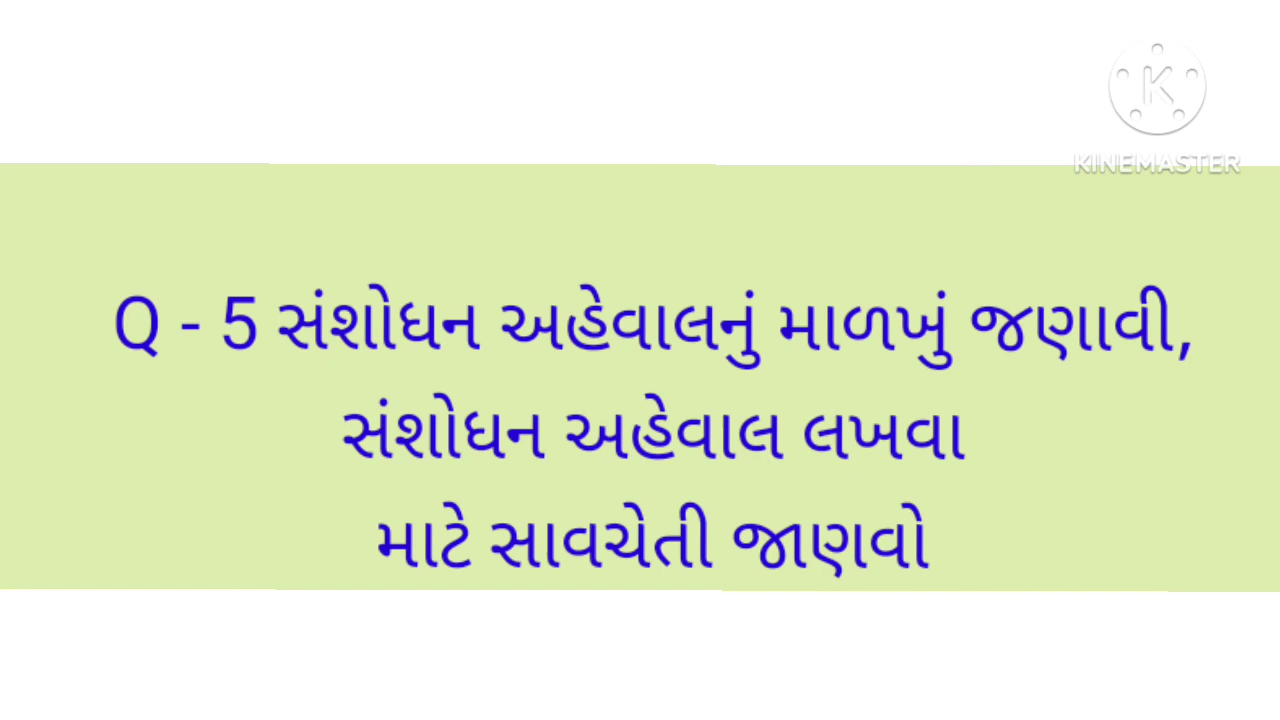 KINEMASTER
Q - 5 સંશોધન અહેવાલનું માળખું જણાવી,
સંશોધન અહેવાલ લખવા
માટે સાવચેતી જાણવો